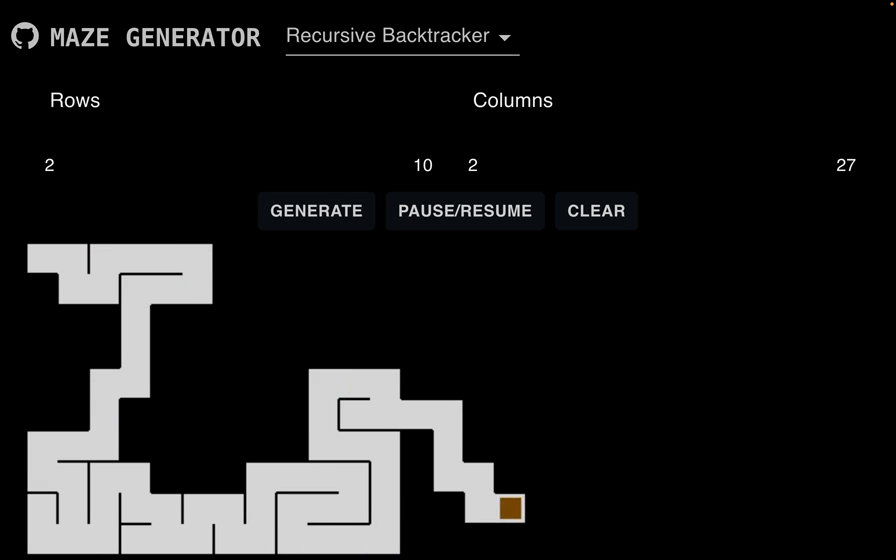 MAZE GENERATOR Recursive Backtracker
Rows Columns
2 10 2 27
GENERATE PAUSE/RESUME CLEAR